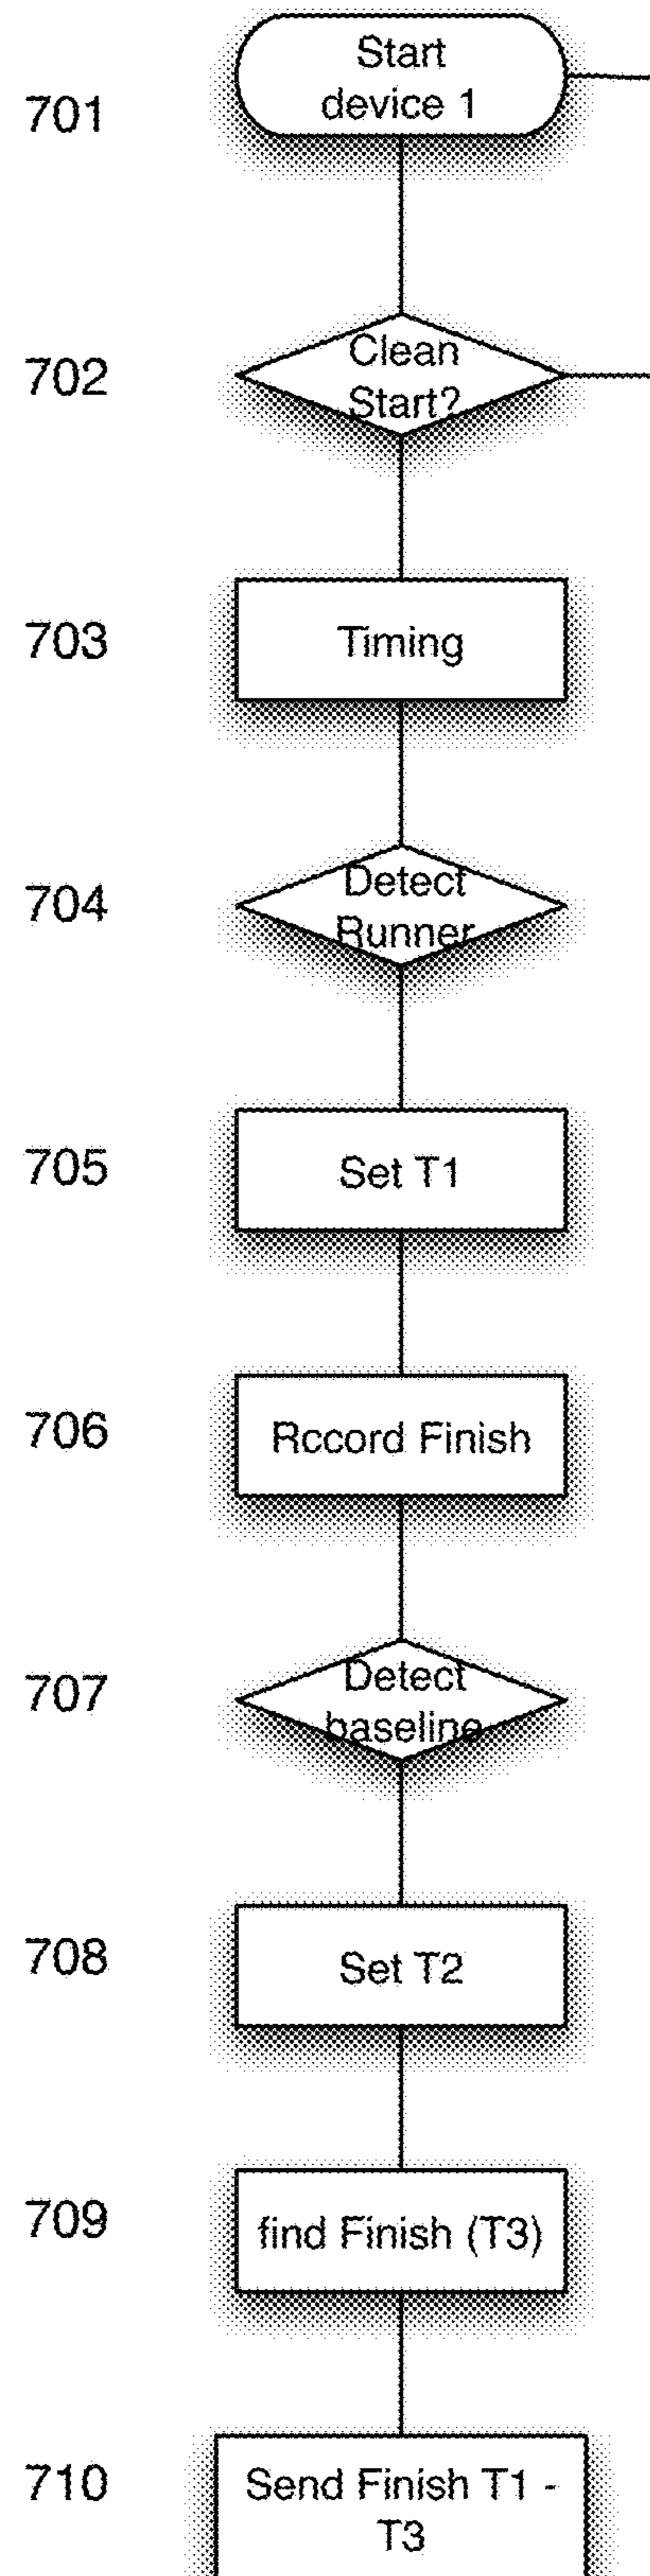 Start
701
device 1
Clean
702
Start?
703
Timing
Detect
704
Runner
705
Set T1
706
Rccord Finish
Detect
707
baseline
708
Set T2
709
find Finish (T3)
710
Send Finish T1 -
T3